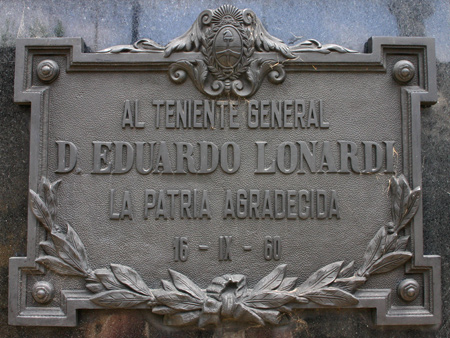 AL TENIENTE GENERAL
D. EDUARDO LONARDI
LA PATRIA AGRADECIDA
16 - IX - 60